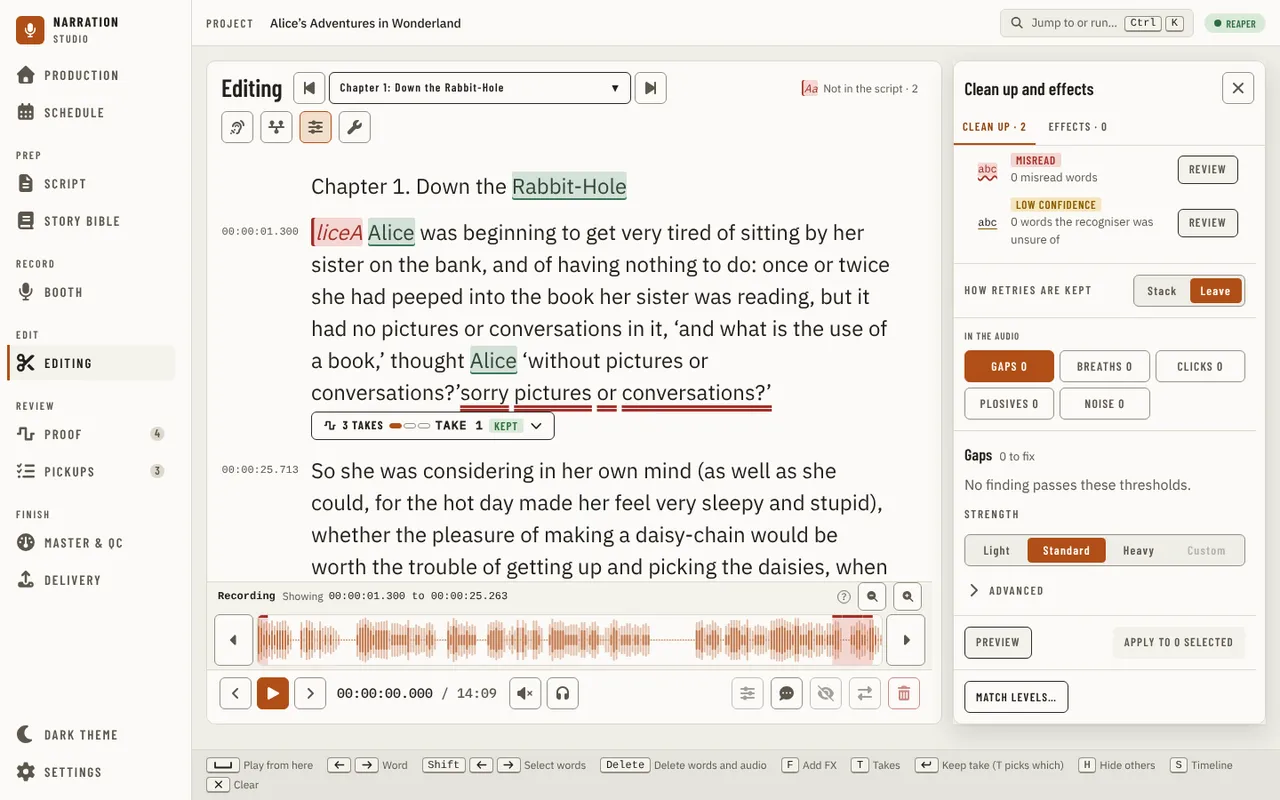 NARRATION
STUDIO
PRODUCTION
SCHEDULE
PREP
SCRIPT
STORY BIBLE
RECORD
BOOTH
EDIT
EDITING
REVIEW
PROOF 4
PICKUPS 3
FINISH
MASTER & QC
DELIVERY
DARK THEME
SETTINGS
PROJECT Alice's Adventures in Wonderland
Jump to or run... Ctrl K
REAPER
Editing
Chapter 1: Down the Rabbit-Hole
Aa Not in the script · 2
Chapter 1. Down the Rabbit-Hole
00:00:01.300 liceA Alice was beginning to get very tired of sitting by her
sister on the bank, and of having nothing to do: once or twice
she had peeped into the book her sister was reading, but it
had no pictures or conversations in it, ‘and what is the use of
a book,’ thought Alice ‘without pictures or
conversations?’sorry pictures or conversations?’
3 TAKES TAKE 1 KEPT
00:00:25.713 So she was considering in her own mind (as well as she
could, for the hot day made her feel very sleepy and stupid),
whether the pleasure of making a daisy-chain would be
worth the trouble of getting up and picking the daisies, when
Recording Showing 00:00:01.300 to 00:00:25.263 ?
00:00:00.000 / 14:09
Clean up and effects
CLEAN UP · 2 EFFECTS · 0
abc MISREAD
0 misread words
REVIEW
abc LOW CONFIDENCE
0 words the recogniser was
unsure of
REVIEW
HOW RETRIES ARE KEPT Stack Leave
IN THE AUDIO
GAPS 0 BREATHS 0 CLICKS 0
PLOSIVES 0 NOISE 0
Gaps 0 to fix
No finding passes these thresholds.
STRENGTH
Light Standard Heavy Custom
ADVANCED
PREVIEW APPLY TO 0 SELECTED
MATCH LEVELS...
Play from here Word Shift Select words Delete Delete words and audio F Add FX T Takes Keep take (T picks which) H Hide others S Timeline
Clear